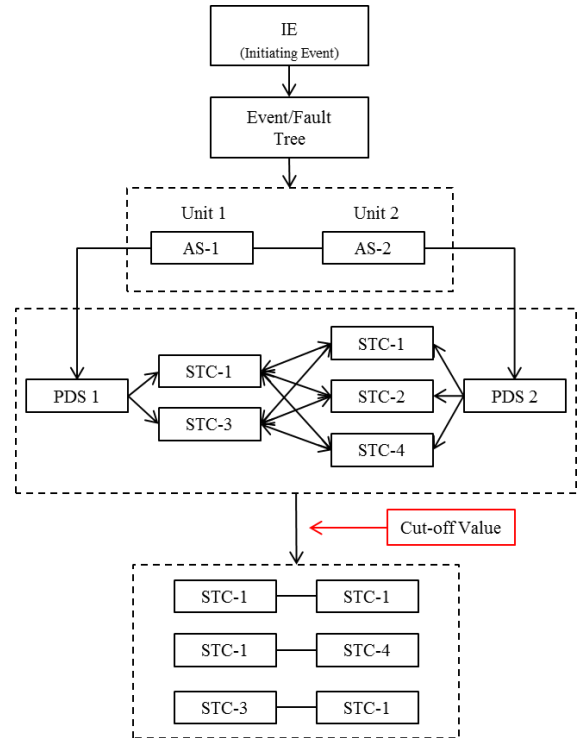 IE
(Initiating Event)
Event/Fault
Tree
Unit 1
Unit 2
AS-1
AS-2
STC-1
STC-1
PDS 1
STC-2
PDS 2
STC-3
STC-4
Cut-off Value
STC-1
STC-1
STC-1
STC-4
STC-3
STC-1